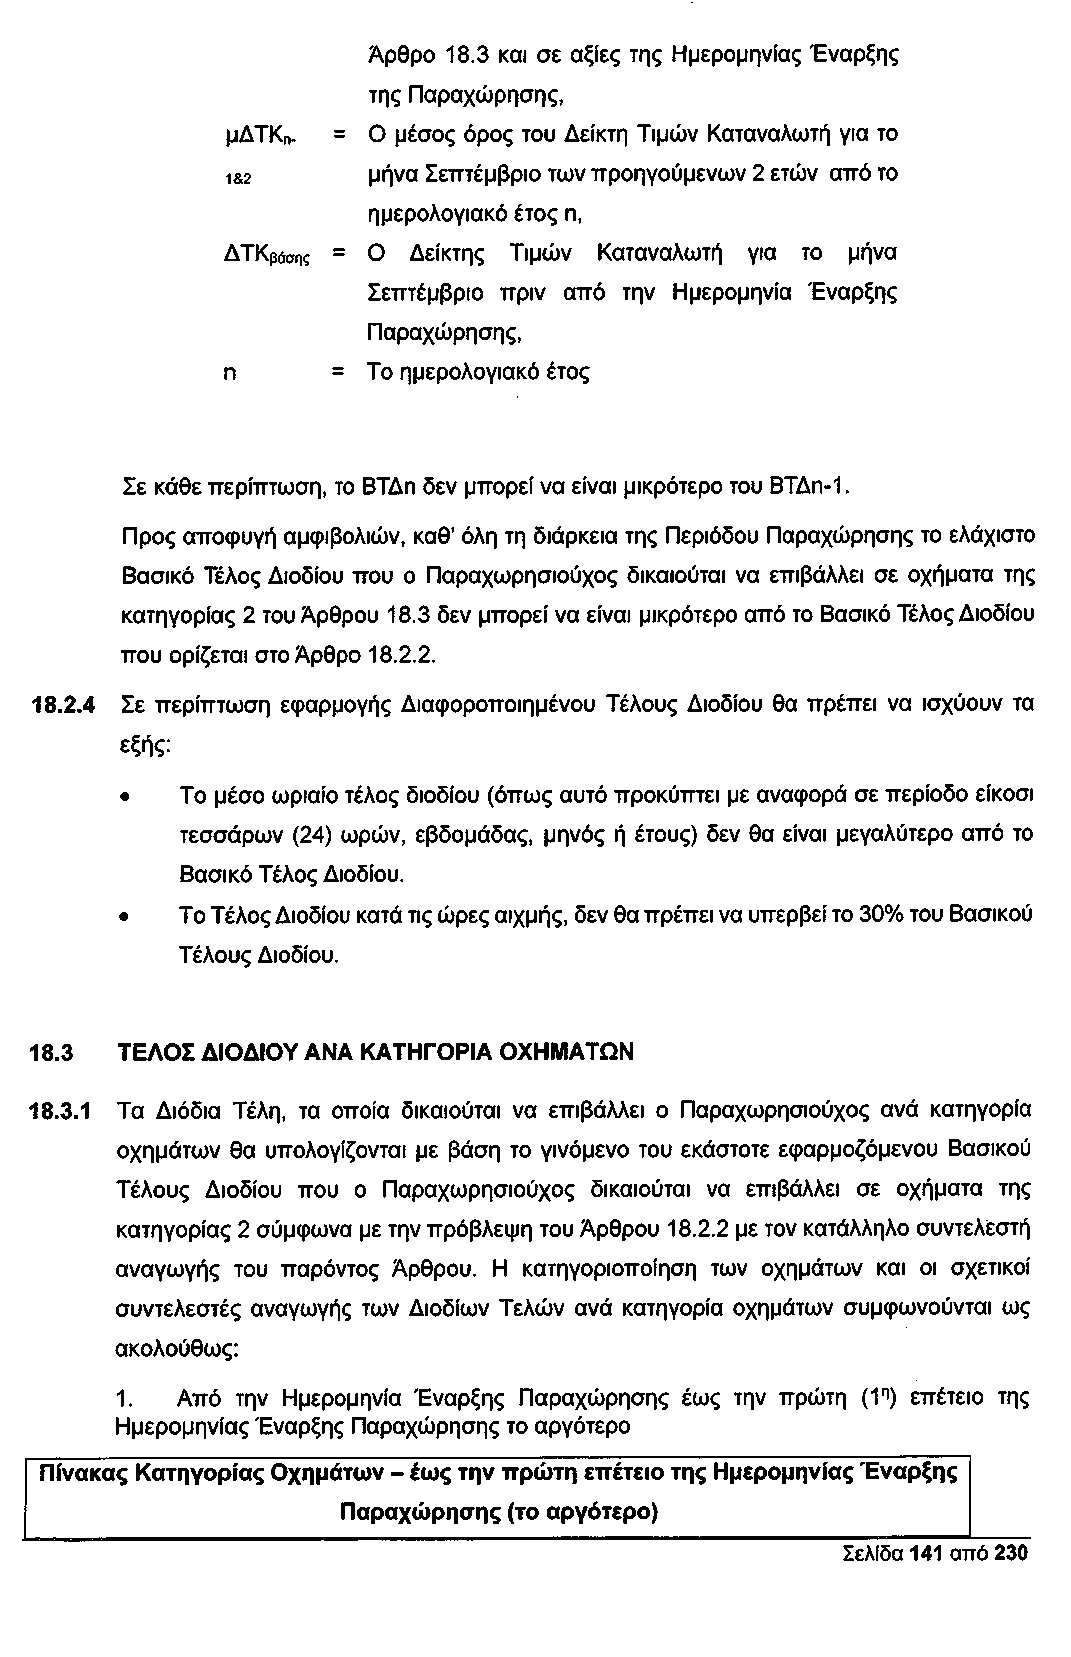 Άρθρο 18.3 και σε αξίες της Ημερομηνίας Έναρξης
της Παραχώρησης,
μΔΤΚn- = Ο μέσος όρος του Δείκτη Τιμών Καταναλωτή για το
1&2 μήνα Σεπτέμβριο των προηγούμενων 2 ετών από το
ημερολογιακό έτος n,
ΔΤΚβάσης = Ο Δείκτης Τιμών Καταναλωτή για το μήνα
Σεπτέμβριο πριν από την Ημερομηνία Έναρξης
Παραχώρησης,
n = Το ημερολογιακό έτος
Σε κάθε περίπτωση, το ΒΤΔn δεν μπορεί να είναι μικρότερο του ΒΤΔn-1.
Προς αποφυγή αμφιβολιών, καθ' όλη τη διάρκεια της Περιόδου Παραχώρησης το ελάχιστο
Βασικό Τέλος Διοδίου που ο Παραχωρησιούχος δικαιούται να επιβάλλει σε οχήματα της
κατηγορίας 2 του Άρθρου 18.3 δεν μπορεί να είναι μικρότερο από το Βασικό Τέλος Διοδίου
που ορίζεται στο Άρθρο 18.2.2.
18.2.4 Σε περίπτωση εφαρμογής Διαφοροποιημένου Τέλους Διοδίου θα πρέπει να ισχύουν τα
εξής:
• Το μέσο ωριαίο τέλος διοδίου (όπως αυτό προκύπτει με αναφορά σε περίοδο είκοσι
τεσσάρων (24) ωρών, εβδομάδας, μηνός ή έτους) δεν θα είναι μεγαλύτερο από το
Βασικό Τέλος Διοδίου.
• Το Τέλος Διοδίου κατά τις ώρες αιχμής, δεν θα πρέπει να υπερβεί το 30% του Βασικού
Τέλους Διοδίου.
18.3 ΤΕΛΟΣ ΔΙΟΔΙΟΥ ΑΝΑ ΚΑΤΗΓΟΡΙΑ ΟΧΗΜΑΤΩΝ
18.3.1 Τα Διόδια Τέλη, τα οποία δικαιούται να επιβάλλει ο Παραχωρησιούχος ανά κατηγορία
οχημάτων θα υπολογίζονται με βάση το γινόμενο του εκάστοτε εφαρμοζόμενου Βασικού
Τέλους Διοδίου που ο Παραχωρησιούχος δικαιούται να επιβάλλει σε οχήματα της
κατηγορίας 2 σύμφωνα με την πρόβλεψη του Άρθρου 18.2.2 με τον κατάλληλο συντελεστή
αναγωγής του παρόντος Άρθρου. Η κατηγοριοποίηση των οχημάτων και οι σχετικοί
συντελεστές αναγωγής των Διοδίων Τελών ανά κατηγορία οχημάτων συμφωνούνται ως
ακολούθως:
1. Από την Ημερομηνία Έναρξης Παραχώρησης έως την πρώτη (1η) επέτειο της
Ημερομηνίας Έναρξης Παραχώρησης το αργότερο
Πίνακας Κατηγορίας Οχημάτων – έως την πρώτη επέτειο της Ημερομηνίας Έναρξης
Παραχώρησης (το αργότερο)
Σελίδα 141 από 230